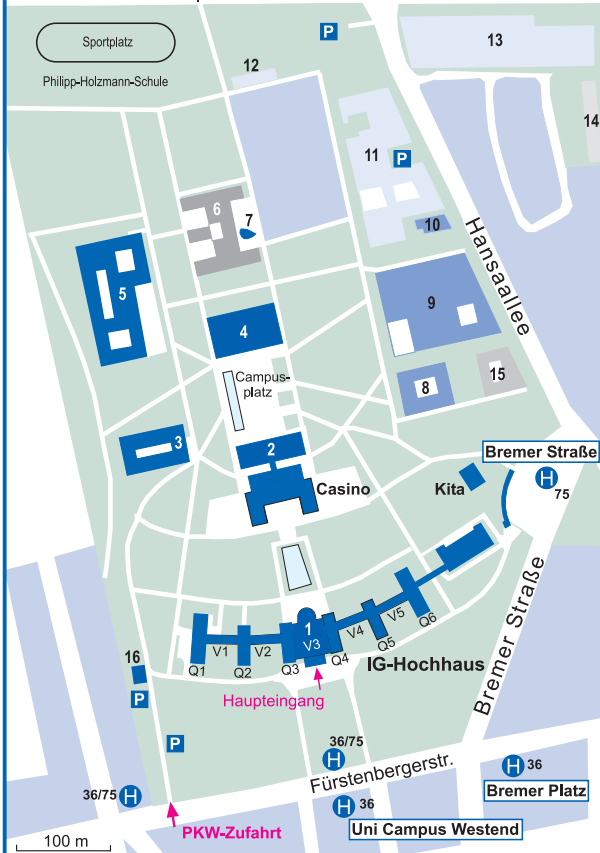 Sportplatz
Philipp-Holzmann-Schule
P
13
12
14
11
P
6
7
10
Hansaallee
5
9
4
Campus-
platz
8
15
3
2
Bremer Straße
H
75
Casino
Kita
1
V3
V1
V2
V4
V5
Q1
Q2
Q3
Q4
Q5
Q6
IG-Hochhaus
Bremer Straße
16
P
Haupteingang
P
36/75
H
Fürstenbergerstr.
H 36
Bremer Platz
36/75 H
H 36
Uni Campus Westend
PKW-Zufahrt
100 m